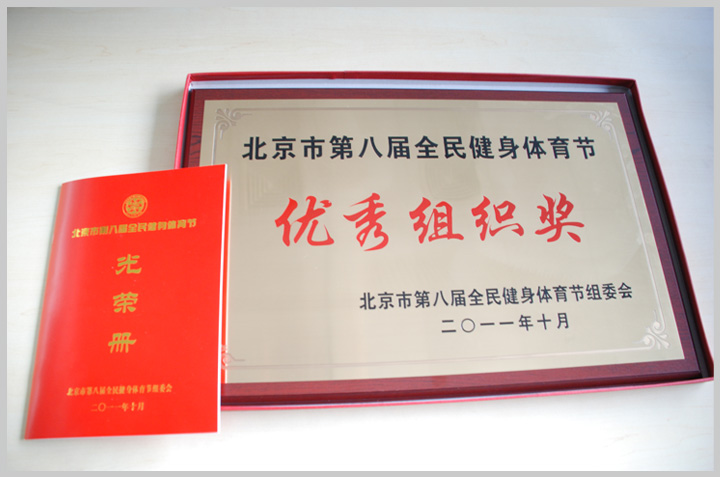 北京市第八届全民健身体育节
优秀组织奖
北京市第八届全民健身体育节组委会
二〇一一年十月
北京市第八届全民健身体育节
光
荣
册
北京市第八届全民健身体育节组委会
二〇一一年十月